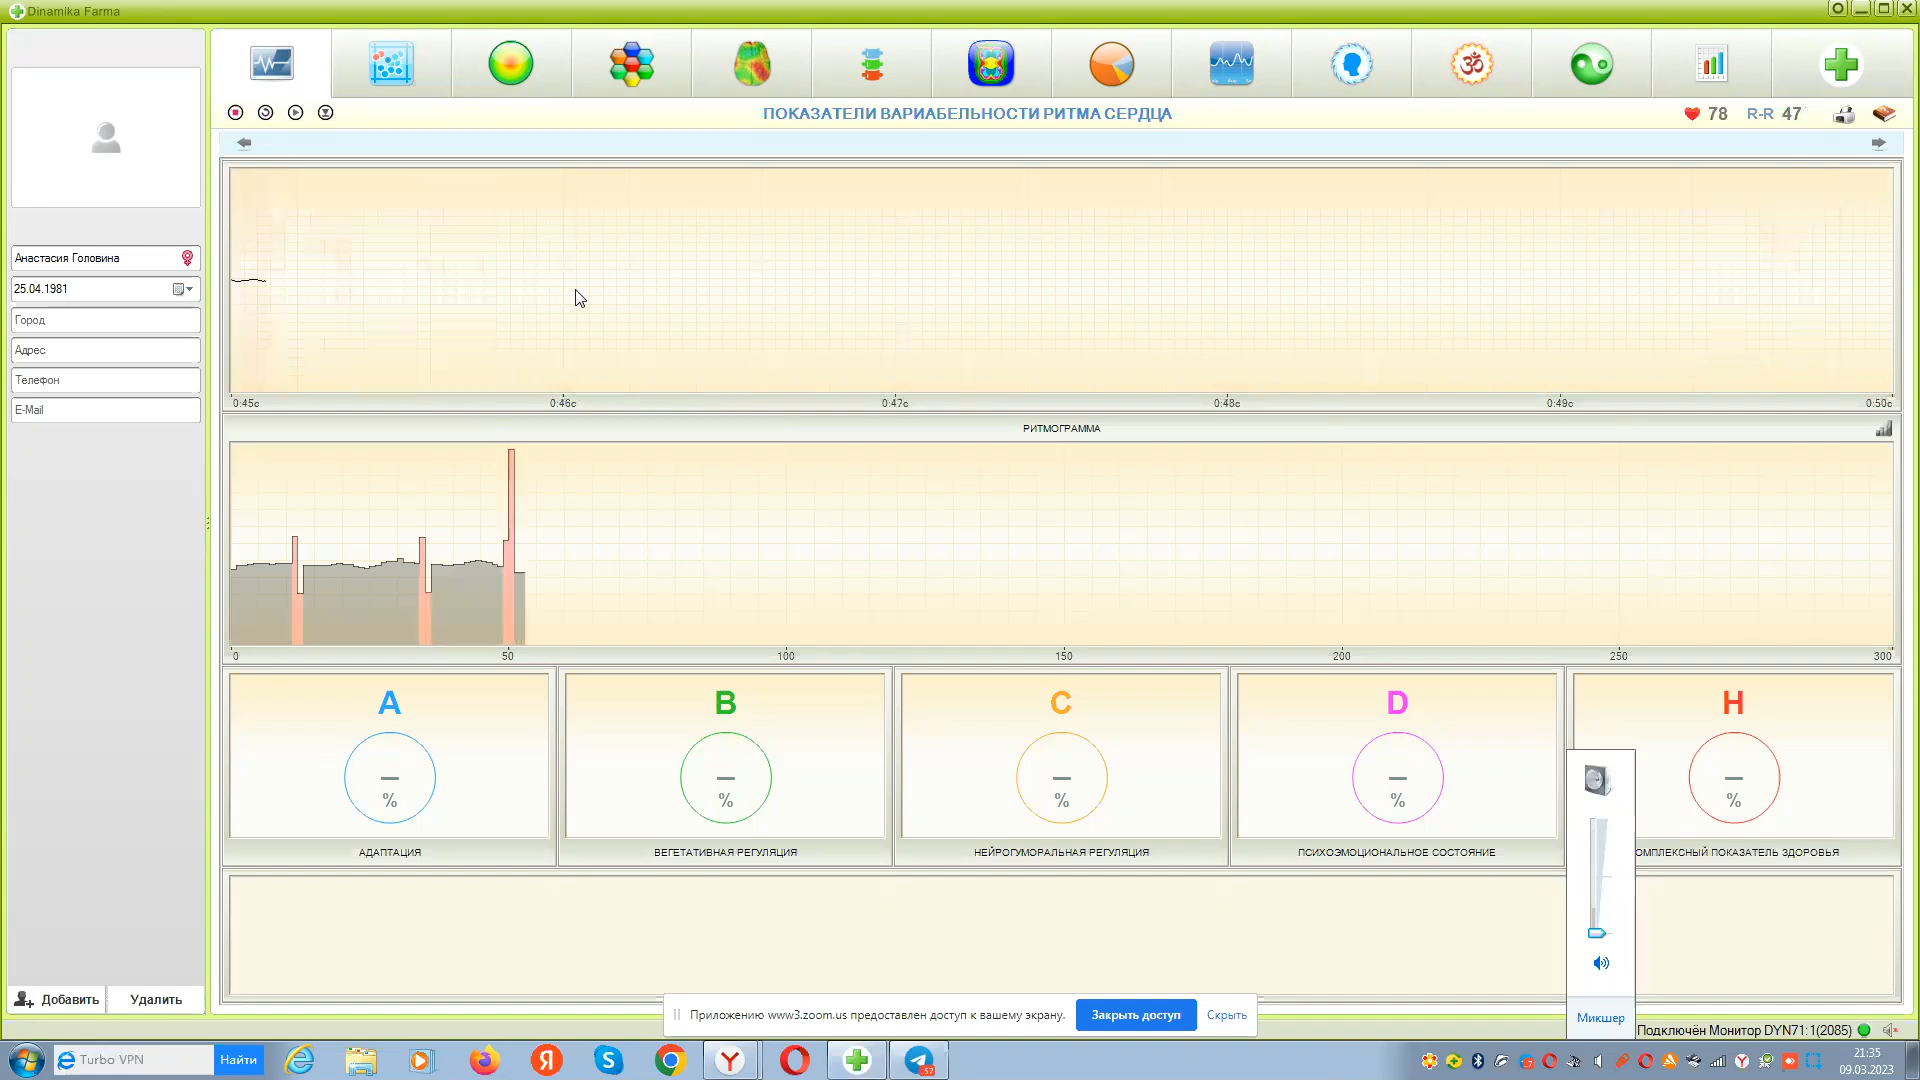 Dinamika Farma
ПОКАЗАТЕЛИ ВАРИАБЕЛЬНОСТИ РИТМА СЕРДЦА
78
R-R 47
Анастасия Головина
25.04.1981
Город
Адрес
Телефон
E-Mail
0:45c 0:46c 0:47c 0:48c 0:49c 0:50c
РИТМОГРАММА
0 50 100 150 200 250 300
A B C D H
– – – – –
% % % % %
АДАПТАЦИЯ
ВЕГЕТАТИВНАЯ РЕГУЛЯЦИЯ
НЕЙРОГУМОРАЛЬНАЯ РЕГУЛЯЦИЯ
ПСИХОЭМОЦИОНАЛЬНОЕ СОСТОЯНИЕ
ОМПЛЕКСНЫЙ ПОКАЗАТЕЛЬ ЗДОРОВЬЯ
Добавить Удалить
Приложению www3.zoom.us предоставлен доступ к вашему экрану. Закрыть доступ Скрыть
Микшер
Подключён Монитор DYN71:1(2085)
Turbo VPN Найти
57
21:35
09.03.2023